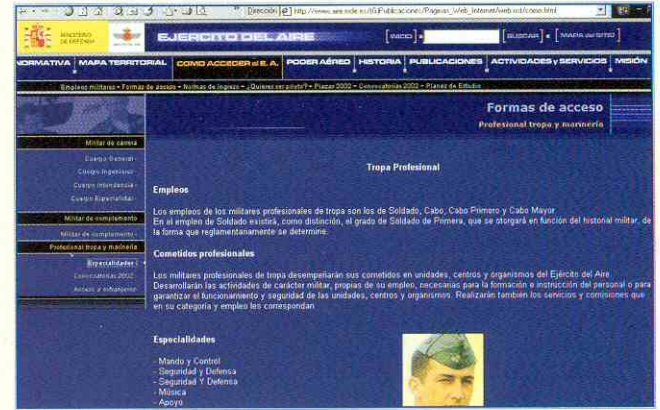 Dirección http://www.aire.mde.es/IG/Publicaciones/Paginas_Web_Internet/web
MINISTERIO DE DEFENSA
EJERCITO DEL AIRE [INICIO] [BUSCAR] [MAPA del SITIO]
NORMATIVA MAPA TERRITORIAL COMO ACCEDER al E. A. PODER AÉREO HISTORIA PUBLICACIONES ACTIVIDADES y SERVICIOS MISIÓN
Empleos militares - Formas de acceso - Normas de ingreso - ¿Quieres ser piloto? - Plazas 2002 - Convocatorias 2002 - Planes de Estudio
Formas de acceso
Profesional tropa y marinería
Militar de carrera
Cuerpo General
Cuerpo Ingenieros
Cuerpo Intendencia
Cuerpo Especialistas
Militar de complemento
Militar de complemento
Profesional tropa y marinería
Especialidades
Convocatorias 2002
Acceso a extranjeros
Tropa Profesional
Empleos
Los empleos de los militares profesionales de tropa son los de Soldado, Cabo, Cabo Primero y Cabo Mayor
En el empleo de Soldado existirá, como distinción, el grado de Soldado de Primera, que se otorgará en función del historial militar, de
la forma que reglamentariamente se determine.
Cometidos profesionales
Los militares profesionales de tropa desempeñarán sus cometidos en unidades, centros y organismos del Ejército del Aire
Desarrollarán las actividades de carácter militar, propias de su empleo, necesarias para la formación e instrucción del personal o para
garantizar el funcionamiento y seguridad de las unidades, centros y organismos. Realizarán también los servicios y comisiones que
en su categoría y empleo les correspondan
Especialidades
- Mando y Control
- Seguridad y Defensa
- Seguridad Y Defensa
- Música
- Apoyo